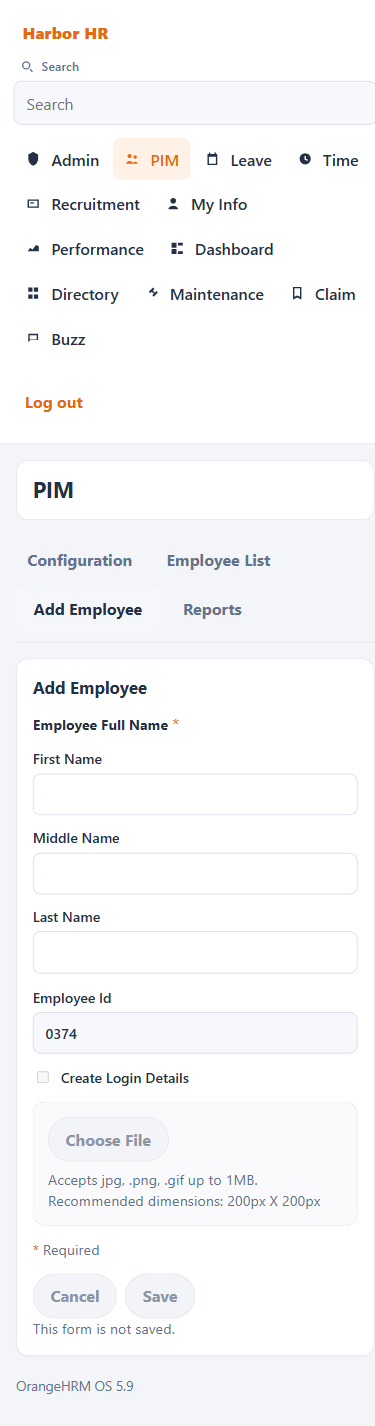 Harbor HR
Search
Search
Admin PIM Leave Time
Recruitment My Info
Performance Dashboard
Directory Maintenance Claim
Buzz
Log out
PIM
Configuration Employee List
Add Employee Reports
Add Employee
Employee Full Name *
First Name
Middle Name
Last Name
Employee Id
0374
Create Login Details
Choose File
Accepts jpg, .png, .gif up to 1MB.
Recommended dimensions: 200px X 200px
* Required
Cancel Save
This form is not saved.
OrangeHRM OS 5.9